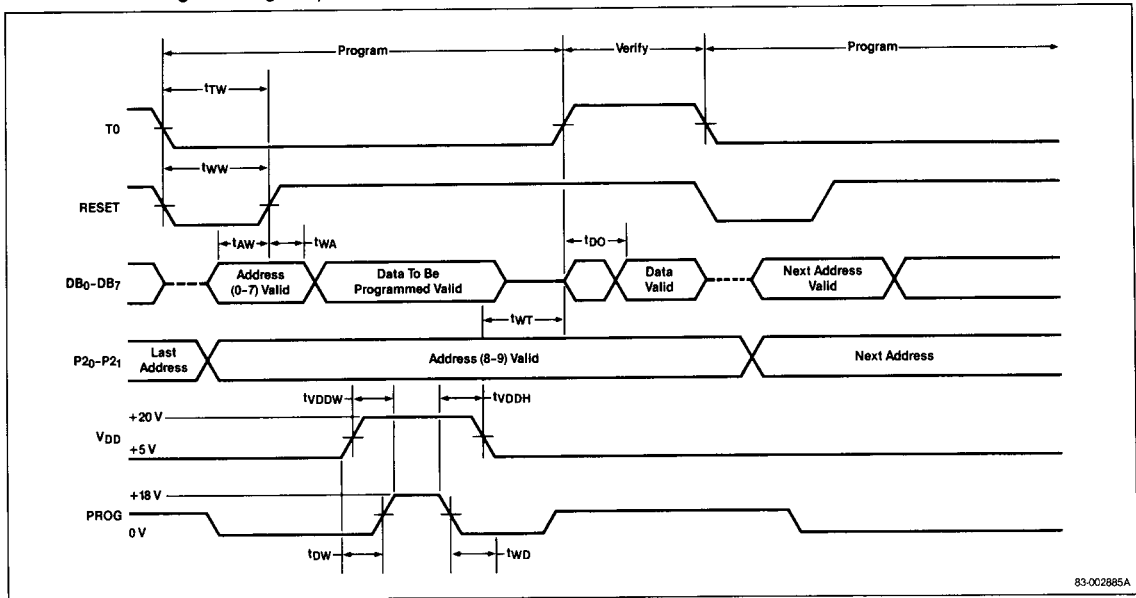 Program
Verify
Program
tTW
T0
tWW
RESET
tAW
tWA
tDO
DB0–DB7
Address
(0–7) Valid
Data To Be
Programmed Valid
Data
Valid
Next Address
Valid
tWT
P20–P21
Last
Address
Address (8–9) Valid
Next Address
tVDDW
tVDDH
+20 V
VDD
+5 V
+18 V
PROG
0 V
tDW
tWD
83-002885A